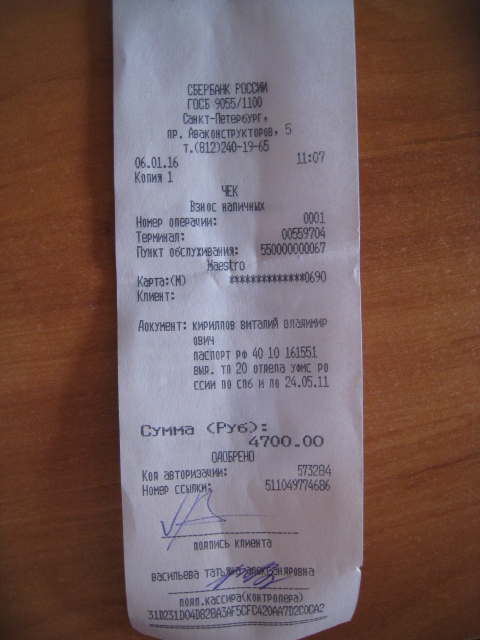 СБЕРБАНК РОССИИ
ГОСБ 9055/1100
Санкт-Петербург,
пр. Авиаконструкторов, 5
т.(812)240-19-65
06.01.16 11:07
Копия 1
ЧЕК
Взнос наличных
Номер операции: 0001
Терминал: 00559704
Пункт обслуживания: 550000000067
Maestro
Карта:(М) **************0690
Клиент:
Документ: КИРИЛЛОВ ВИТАЛИЙ ВЛАДИМИР
ОВИЧ
ПАСПОРТ РФ 40 10 161551
ВЫД. ТП 20 ОТДЕЛА УФМС РО
ССИИ ПО СПб И ЛО 24.05.11
Сумма (Руб):
4700.00
ОДОБРЕНО
Код авторизации: 573284
Номер ссылки: 511049774686
подпись клиента
ВАСИЛЬЕВА ТАТЬЯНА АЛЕКСАНДРОВНА
подп.кассира(контролера)
31D231D04D828A3AF5CFC420AA7D2C0CA2